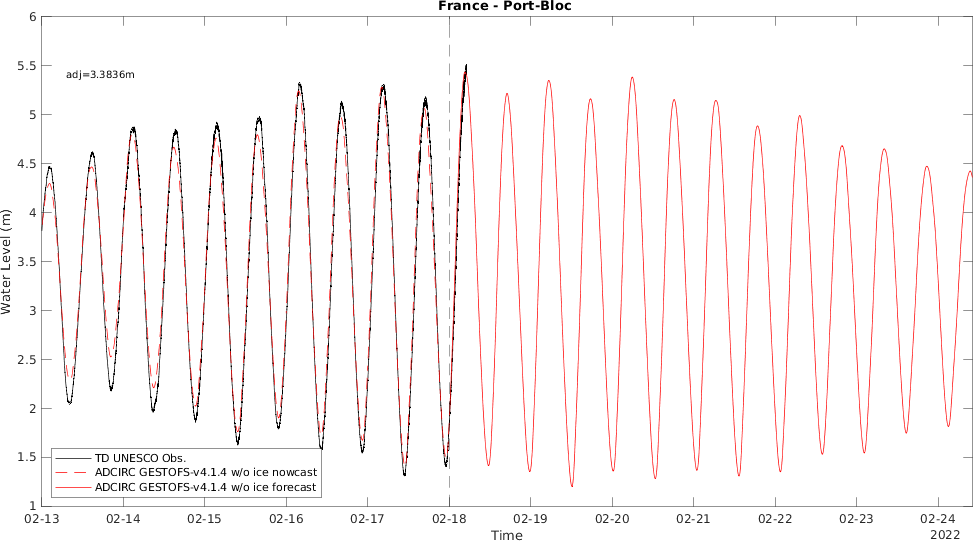 France - Port-Bloc
6
5.5
5
4.5
4
3.5
3
2.5
2
1.5
1
Water Level (m)
adj=3.3836m
TD UNESCO Obs.
ADCIRC GESTOFS-v4.1.4 w/o ice nowcast
ADCIRC GESTOFS-v4.1.4 w/o ice forecast
02-13 02-14 02-15 02-16 02-17 02-18 02-19 02-20 02-21 02-22 02-23 02-24
Time
2022